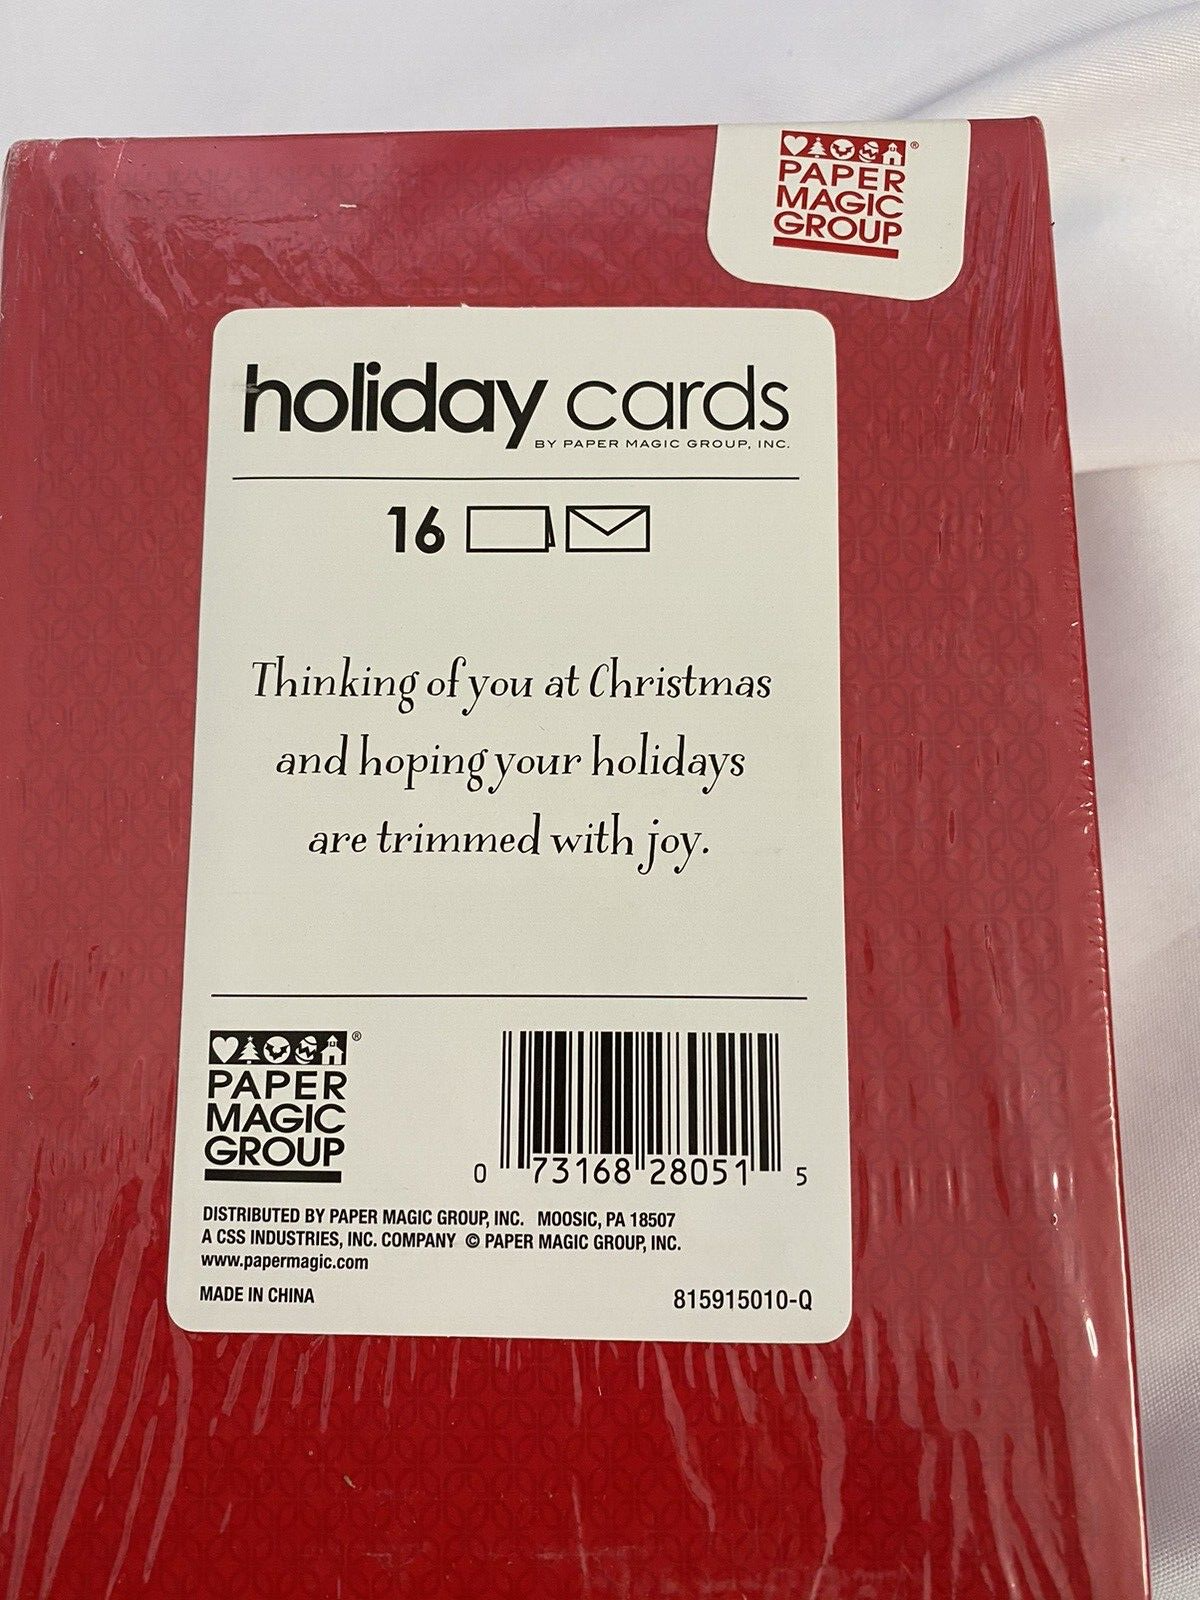 PAPER
MAGIC
GROUP
®
holiday cards
BY PAPER MAGIC GROUP, INC.
16
Thinking of you at Christmas
and hoping your holidays
are trimmed with joy.
®
PAPER
MAGIC
GROUP
0 73168 28051 5
DISTRIBUTED BY PAPER MAGIC GROUP, INC. MOOSIC, PA 18507
A CSS INDUSTRIES, INC. COMPANY © PAPER MAGIC GROUP, INC.
www.papermagic.com
MADE IN CHINA 815915010-Q